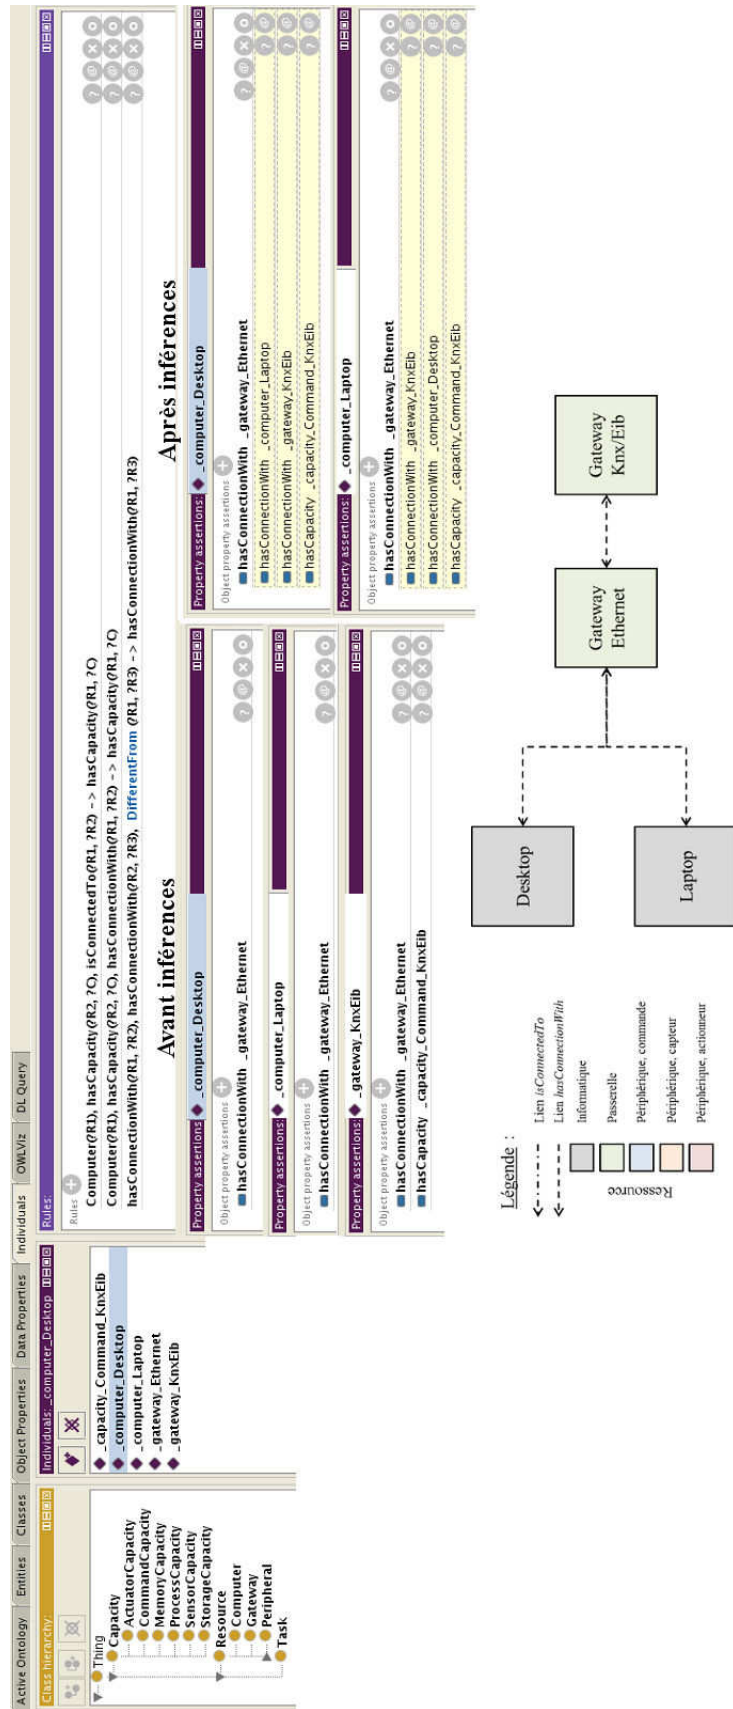 Active Ontology
Entities
Classes
Object Properties
Data Properties
Individuals
OWLViz
DL Query
Class hierarchy:
Thing
Capacity
ActuatorCapacity
CommandCapacity
MemoryCapacity
ProcessCapacity
SensorCapacity
StorageCapacity
Resource
Computer
Gateway
Peripheral
Task
Individuals: _computer_Desktop
_capacity_Command_KnxEib
_computer_Desktop
_computer_Laptop
_gateway_Ethernet
_gateway_KnxEib
Rules:
Rules
Computer(?R1), hasCapacity(?R2, ?C), isConnectedTo(?R1, ?R2) -> hasCapacity(?R1, ?C)
Computer(?R1), hasCapacity(?R2, ?C), hasConnectionWith(?R1, ?R2) -> hasCapacity(?R1, ?C)
hasConnectionWith(?R1, ?R2), hasConnectionWith(?R2, ?R3), DifferentFrom (?R1, ?R3) -> hasConnectionWith(?R1, ?R3)
Avant inférences
Property assertions: _computer_Desktop
Object property assertions
hasConnectionWith _gateway_Ethernet
Property assertions: _computer_Laptop
Object property assertions
hasConnectionWith _gateway_Ethernet
Property assertions: _gateway_KnxEib
Object property assertions
hasConnectionWith _gateway_Ethernet
hasCapacity _capacity_Command_KnxEib
Après inférences
Property assertions: _computer_Desktop
Object property assertions
hasConnectionWith _gateway_Ethernet
hasConnectionWith _computer_Laptop
hasConnectionWith _gateway_KnxEib
hasCapacity _capacity_Command_KnxEib
Property assertions: _computer_Laptop
Object property assertions
hasConnectionWith _gateway_Ethernet
hasConnectionWith _gateway_KnxEib
hasConnectionWith _computer_Desktop
hasCapacity _capacity_Command_KnxEib
Légende :
Lien isConnectedTo
Lien hasConnectionWith
Ressource
Informatique
Passerelle
Périphérique, commande
Périphérique, capteur
Périphérique, actionneur
Desktop
Laptop
Gateway
Ethernet
Gateway
Knx/Eib